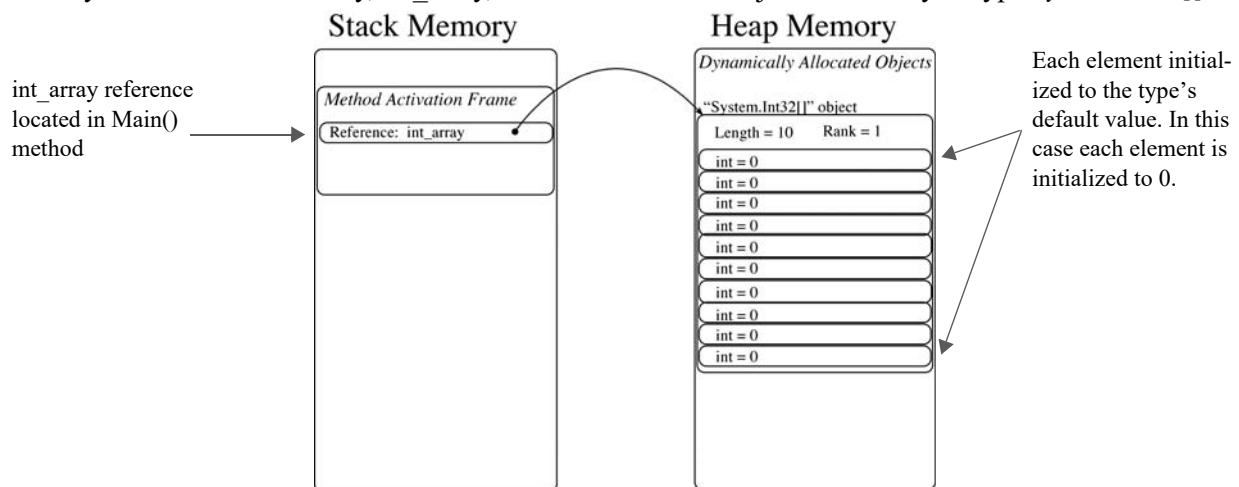 Stack Memory
Heap Memory
int_array reference
located in Main()
method
Method Activation Frame
Reference: int_array
Dynamically Allocated Objects
“System.Int32[]” object
Length = 10 Rank = 1
int = 0
int = 0
int = 0
int = 0
int = 0
int = 0
int = 0
int = 0
int = 0
int = 0
Each element initial-
ized to the type’s
default value. In this
case each element is
initialized to 0.